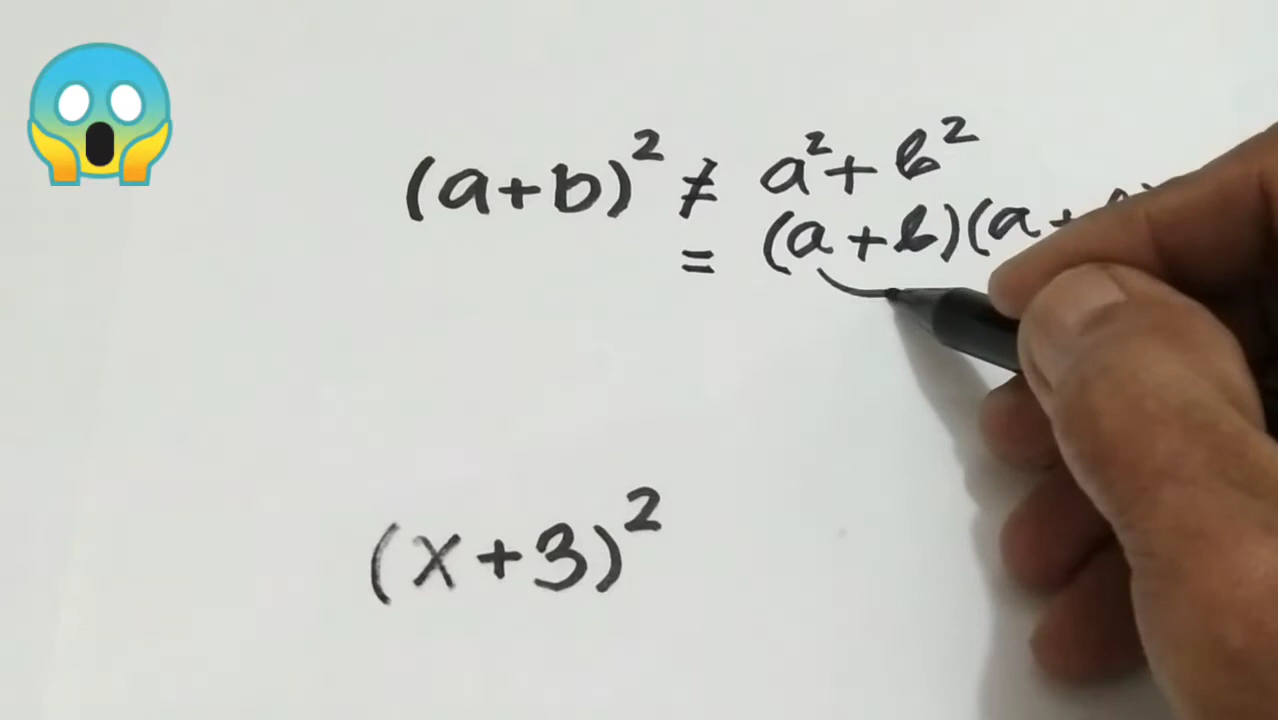 (a+b)² ≠ a²+b²
= (a+b)(a+
(x+3)²